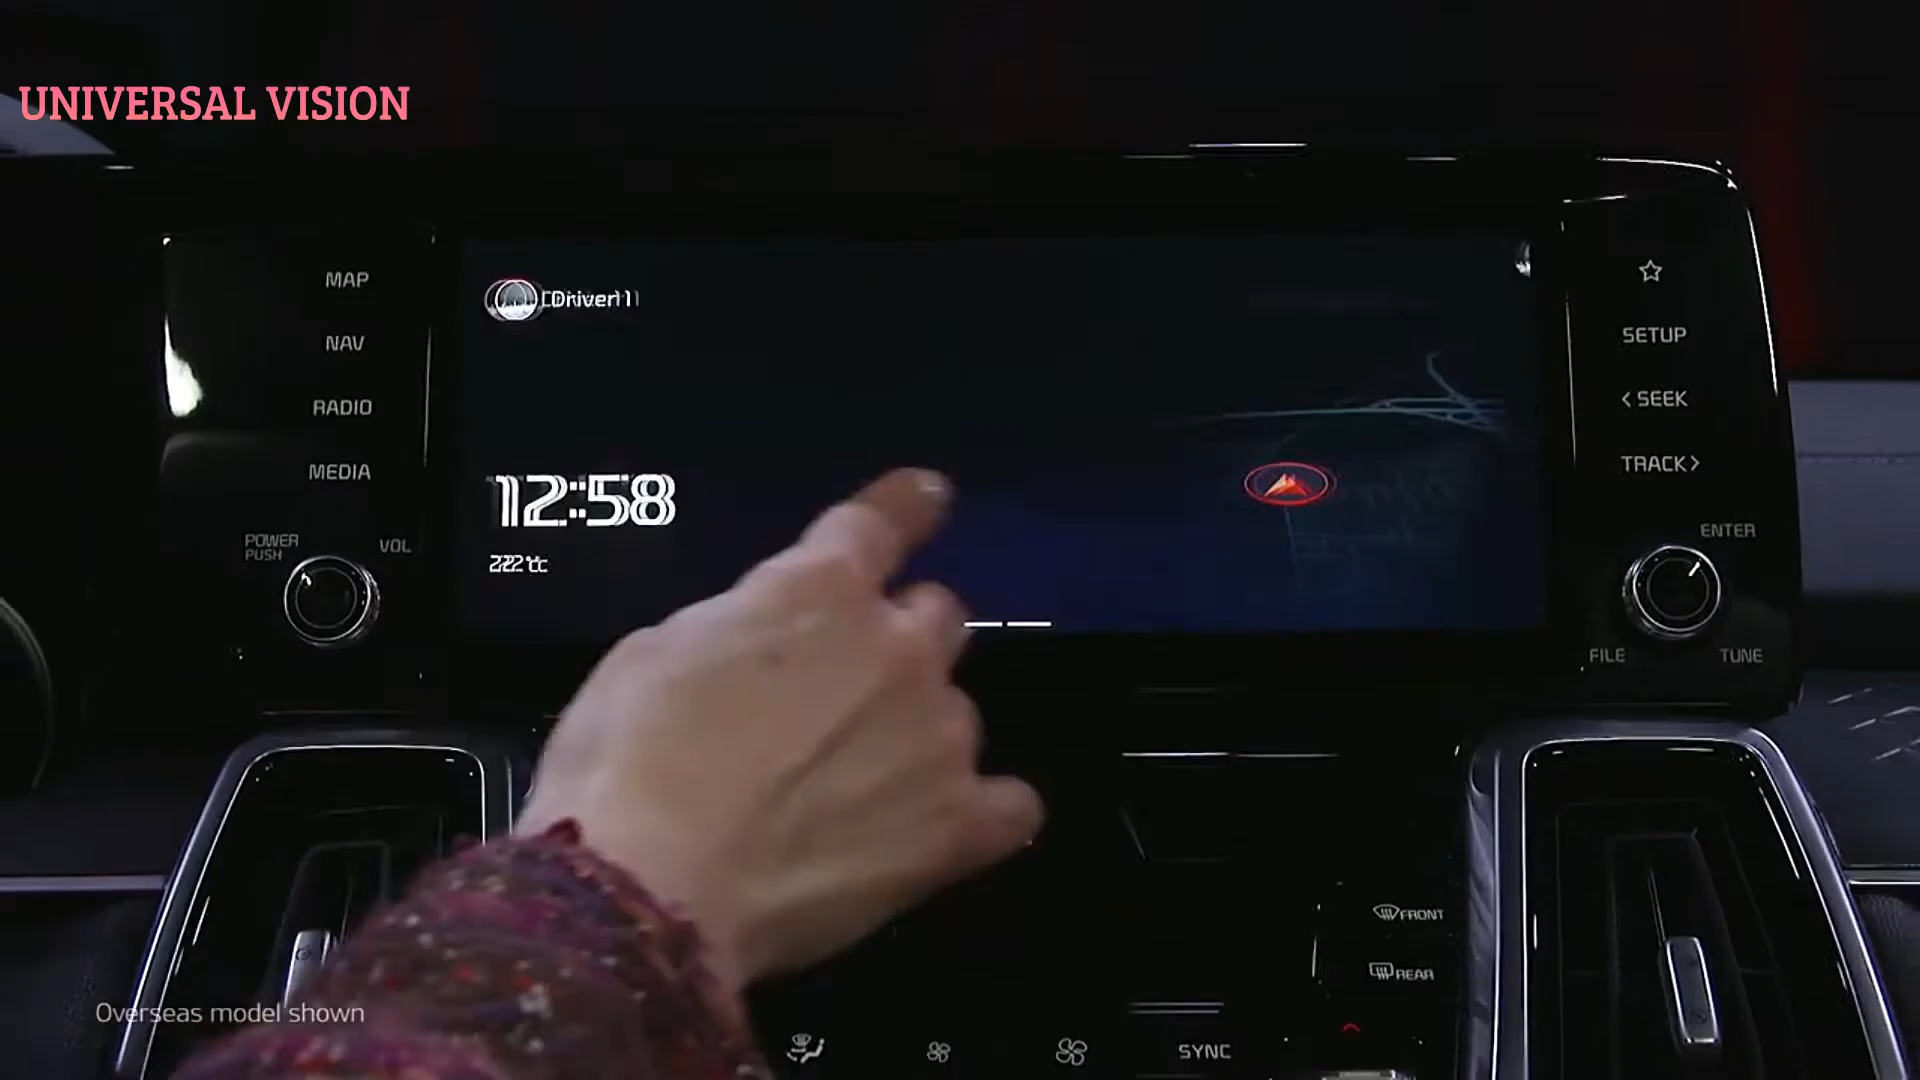 UNIVERSAL VISION
MAP
NAV
RADIO
MEDIA
POWER
PUSH
VOL
Driver 1
12:58
22 °c
SETUP
< SEEK
TRACK >
ENTER
FILE
TUNE
FRONT
REAR
SYNC
Overseas model shown